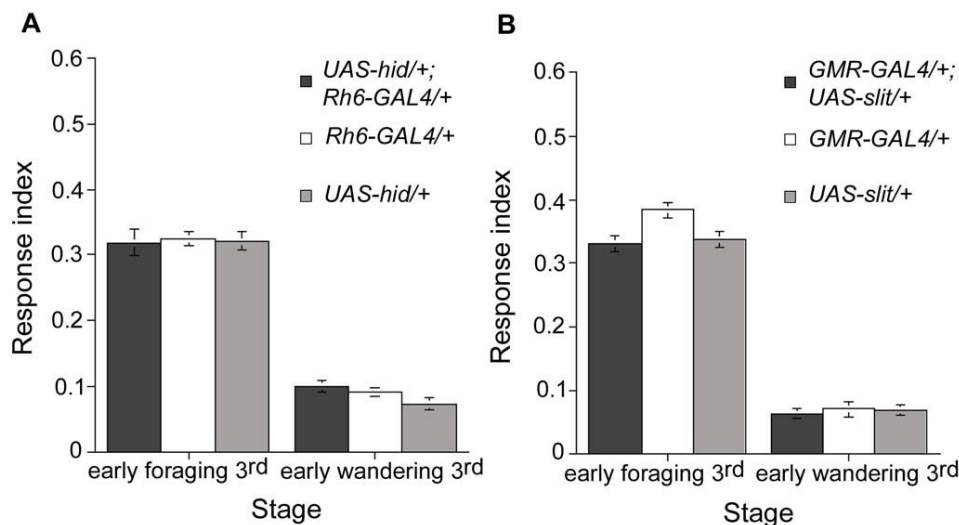 A
Response index
0.6
0.5
0.4
0.3
0.2
0.1
0
UAS-hid/+;
Rh6-GAL4/+
Rh6-GAL4/+
UAS-hid/+
early foraging 3rd early wandering 3rd
Stage
B
Response index
0.6
0.5
0.4
0.3
0.2
0.1
0
GMR-GAL4/+;
UAS-slit/+
GMR-GAL4/+
UAS-slit/+
early foraging 3rd early wandering 3rd
Stage